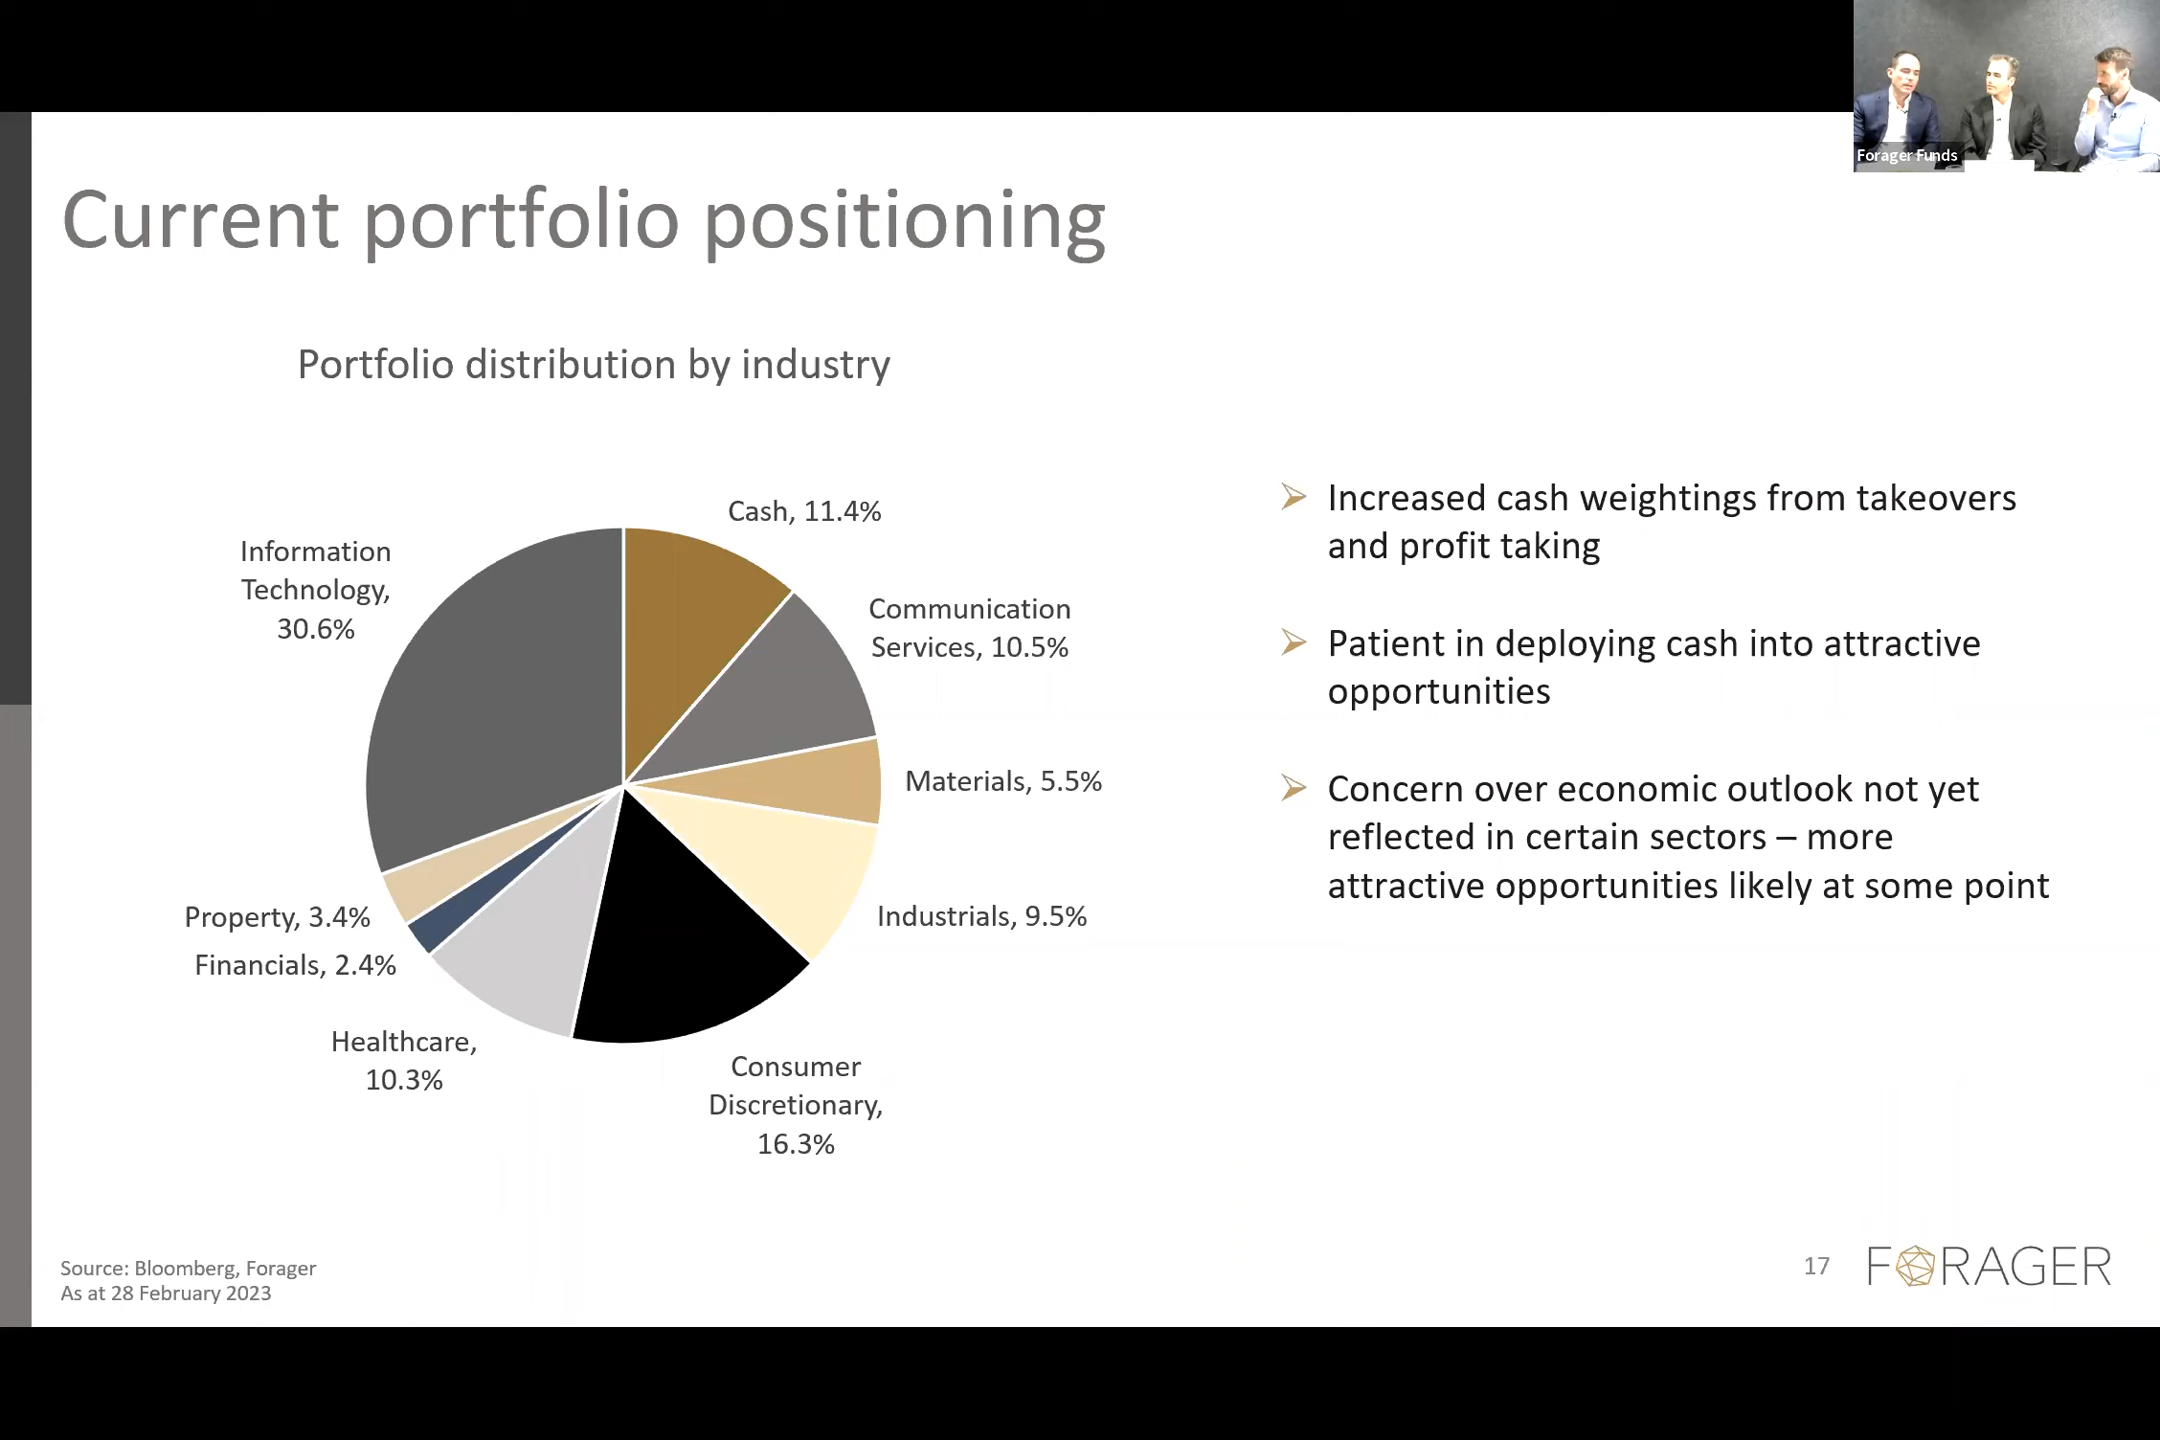 Forager Funds
Current portfolio positioning
Portfolio distribution by industry
Cash, 11.4%
Communication
Services, 10.5%
Materials, 5.5%
Industrials, 9.5%
Consumer
Discretionary,
16.3%
Healthcare,
10.3%
Financials, 2.4%
Property, 3.4%
Information
Technology,
30.6%
Increased cash weightings from takeovers
and profit taking
Patient in deploying cash into attractive
opportunities
Concern over economic outlook not yet
reflected in certain sectors – more
attractive opportunities likely at some point
Source: Bloomberg, Forager
As at 28 February 2023
17
FORAGER